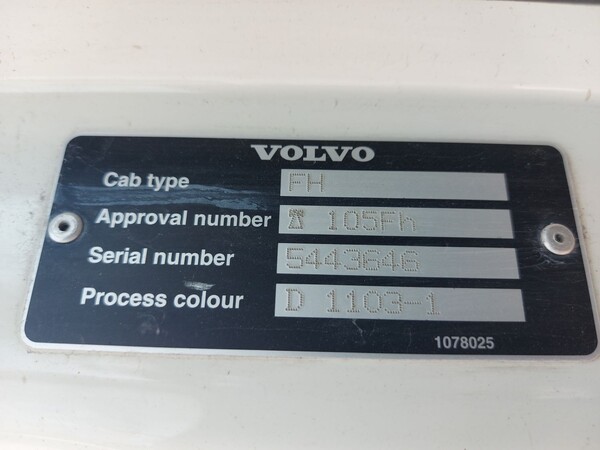 VOLVO
Cab type FH
Approval number 105Fh
Serial number 5443646
Process colour D 1103-1
1078025